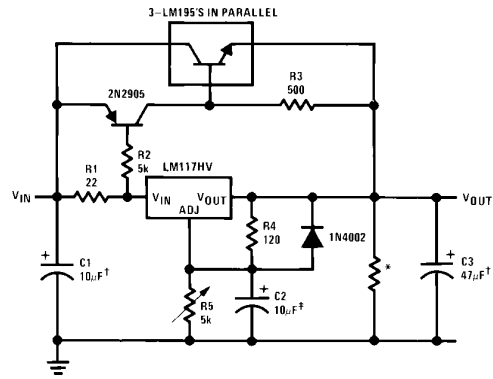 3–LM195'S IN PARALLEL
2N2905
R3
500
R1
22
R2
5k
LM117HV
VIN
VIN
VOUT
ADJ
VOUT
R4
120
1N4002
C1
10μF†
R5
5k
C2
10μF‡
*
C3
47μF†
+
+
+